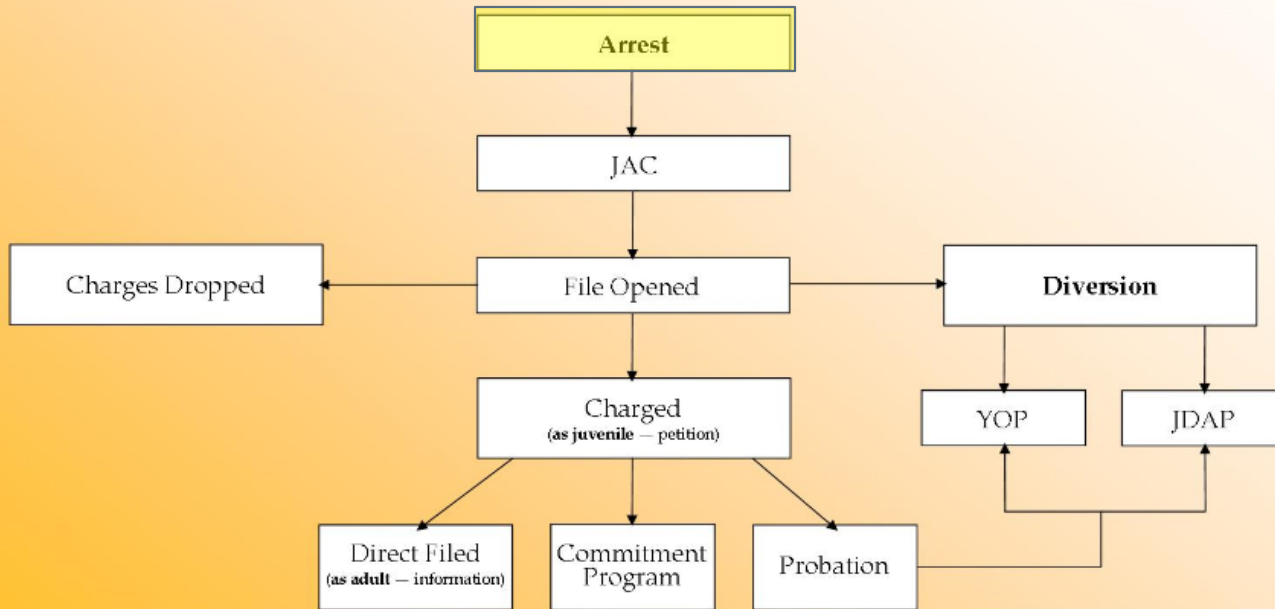 Arrest
JAC
Charges Dropped
File Opened
Diversion
Charged
(as juvenile — petition)
YOP
JDAP
Direct Filed
(as adult — information)
Commitment
Program
Probation